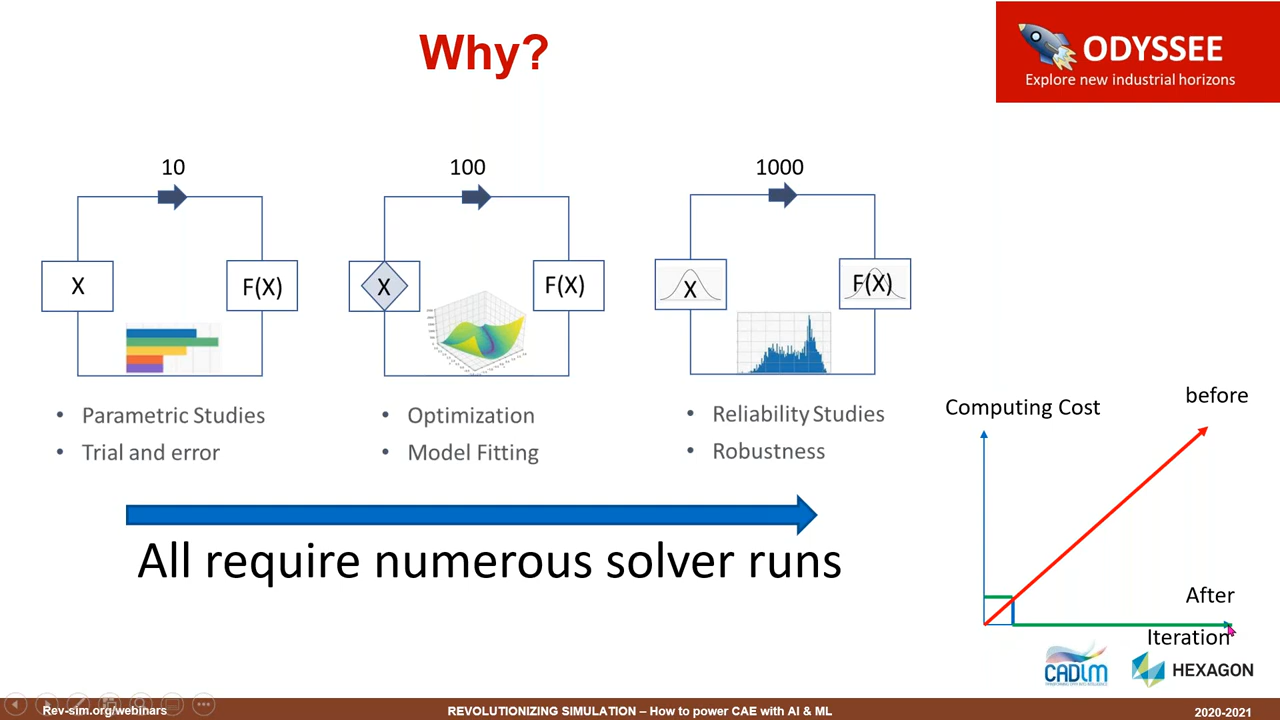 Why?
ODYSSEE
Explore new industrial horizons
10
X
F(X)
• Parametric Studies
• Trial and error
100
X
F(X)
• Optimization
• Model Fitting
1000
X
F(X)
• Reliability Studies
• Robustness
All require numerous solver runs
Computing Cost
before
After
Iteration
CADLM
HEXAGON
Rev-sim.org/webinars
REVOLUTIONIZING SIMULATION – How to power CAE with AI & ML
2020-2021